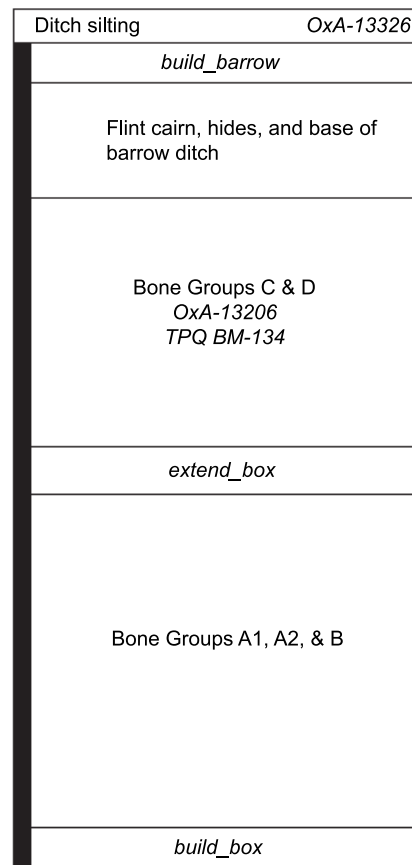 Ditch silting OxA-13326
build_barrow
Flint cairn, hides, and base of
barrow ditch
Bone Groups C & D
OxA-13206
TPQ BM-134
extend_box
Bone Groups A1, A2, & B
build_box